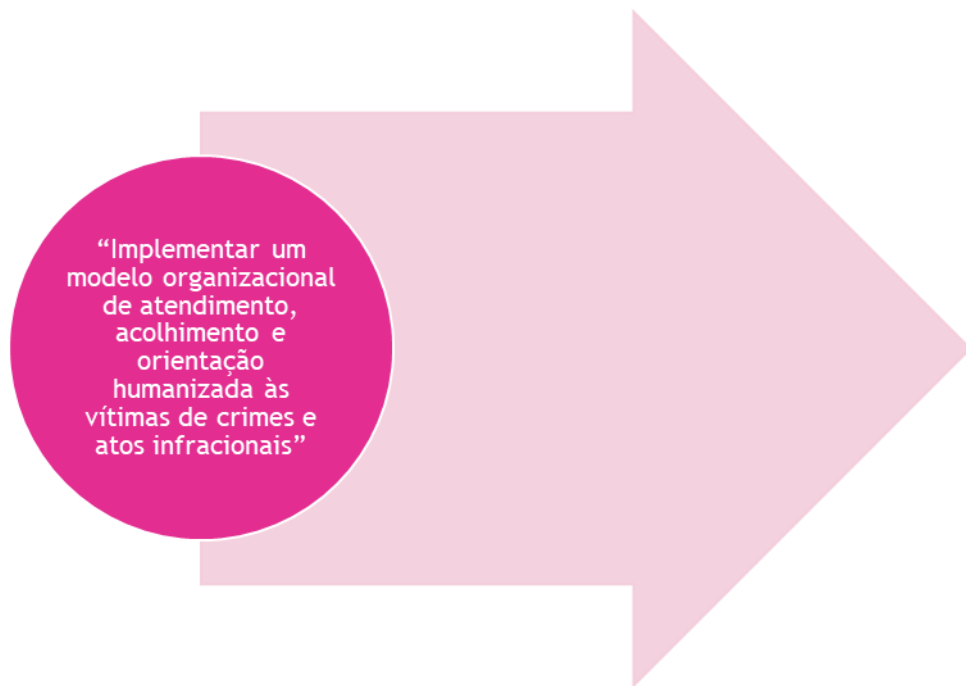 “Implementar um
modelo organizacional
de atendimento,
acolhimento e
orientação
humanizada às
vítimas de crimes e
atos infracionais”